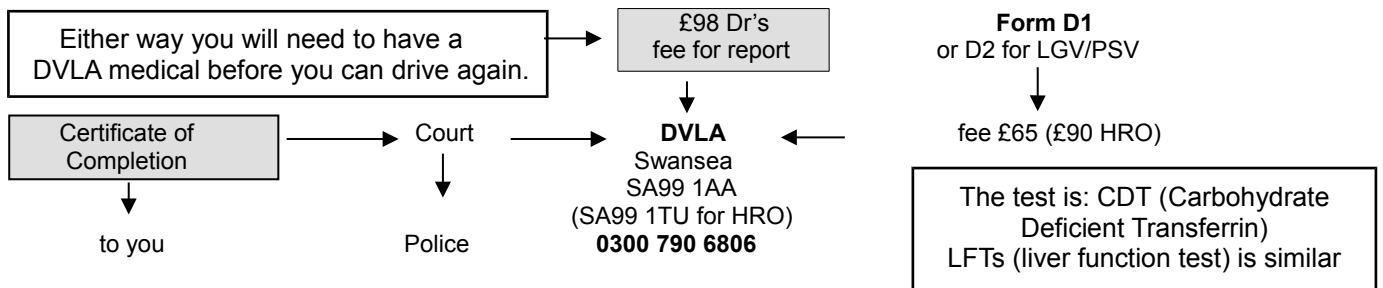 Either way you will need to have a
DVLA medical before you can drive again.
£98 Dr's
fee for report
Form D1
or D2 for LGV/PSV
Certificate of
Completion
Court
DVLA
Swansea
SA99 1AA
(SA99 1TU for HRO)
0300 790 6806
fee £65 (£90 HRO)
to you
Police
The test is: CDT (Carbohydrate
Deficient Transferrin)
LFTs (liver function test) is similar